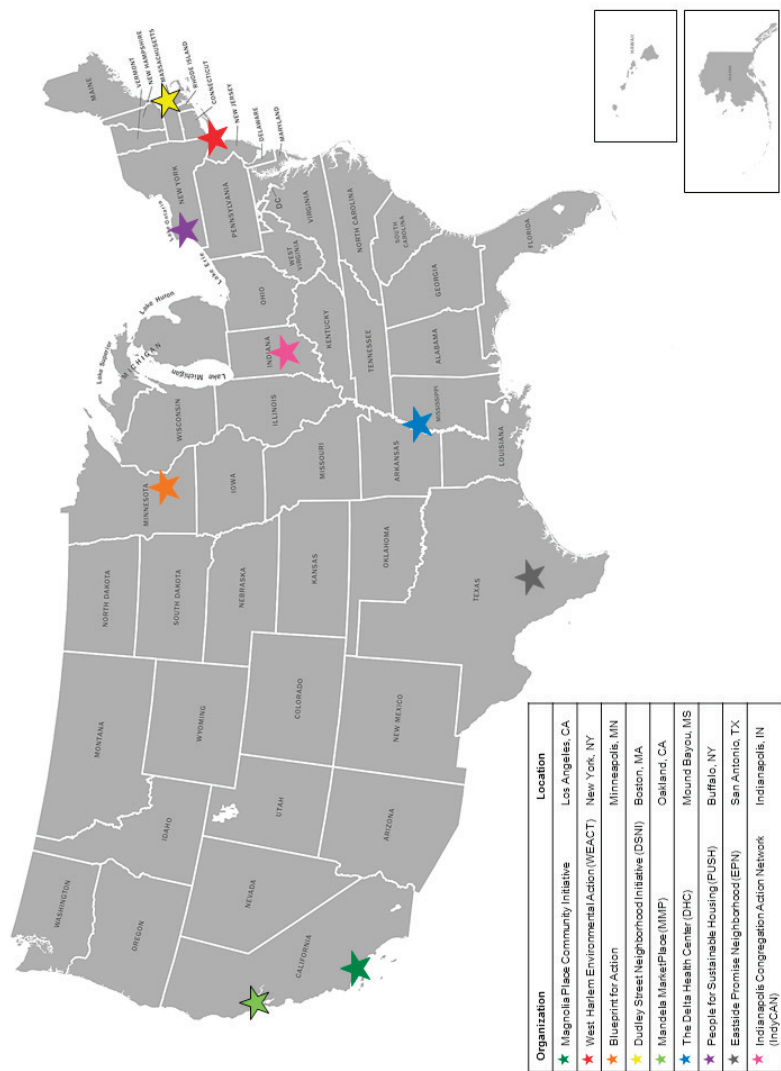 WASHINGTON
OREGON
CALIFORNIA
NEVADA
IDAHO
MONTANA
WYOMING
UTAH
ARIZONA
COLORADO
NEW MEXICO
NORTH DAKOTA
SOUTH DAKOTA
NEBRASKA
KANSAS
OKLAHOMA
TEXAS
MINNESOTA
IOWA
MISSOURI
ARKANSAS
LOUISIANA
WISCONSIN
ILLINOIS
MICHIGAN
Lake Superior
Lake Michigan
Lake Huron
Lake Erie
Lake Ontario
INDIANA
OHIO
KENTUCKY
TENNESSEE
MISSISSIPPI
ALABAMA
GEORGIA
FLORIDA
SOUTH CAROLINA
NORTH CAROLINA
VIRGINIA
WEST VIRGINIA
DC
PENNSYLVANIA
NEW YORK
MAINE
VERMONT
NEW HAMPSHIRE
MASSACHUSETTS
RHODE ISLAND
CONNECTICUT
NEW JERSEY
DELAWARE
MARYLAND
HAWAII
ALASKA
Organization Location
Magnolia Place Community Initiative Los Angeles, CA
West Harlem Environmental Action (WEACT) New York, NY
Blueprint for Action Minneapolis, MN
Dudley Street Neighborhood Initiative (DSNI) Boston, MA
Mandela MarketPlace (MMP) Oakland, CA
The Delta Health Center (DHC) Mound Bayou, MS
People for Sustainable Housing (PUSH) Buffalo, NY
Eastside Promise Neighborhood (EPN) San Antonio, TX
Indianapolis Congregation Action Network Indianapolis, IN
(IndyCAN)